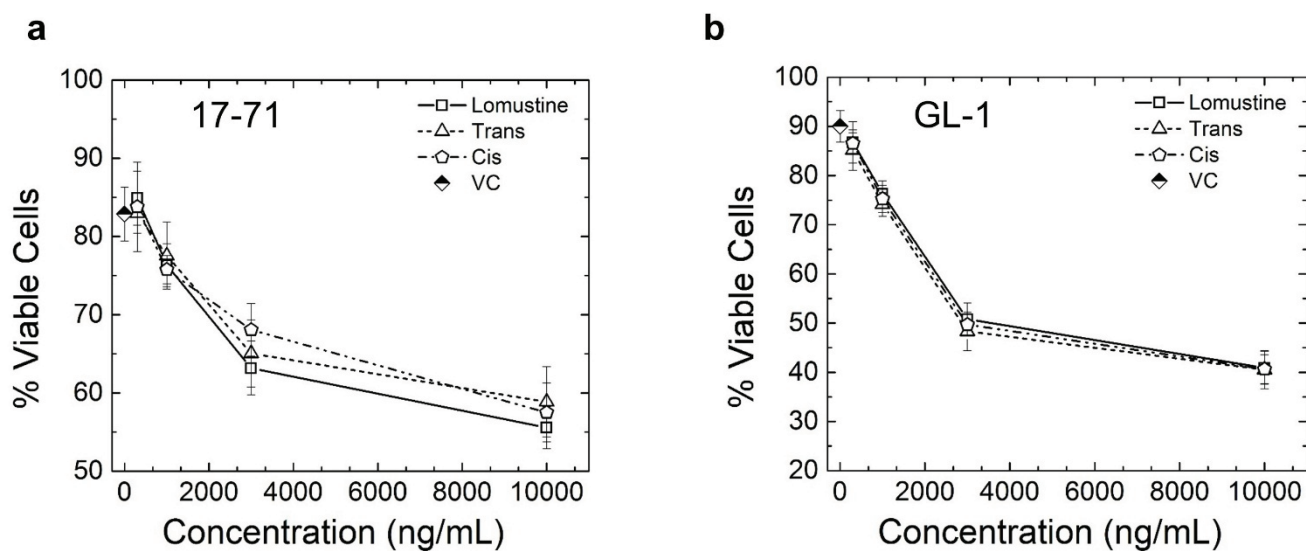 a
17-71
Lomustine
Trans
Cis
VC
100
90
80
70
60
50
% Viable Cells
0 2000 4000 6000 8000 10000
Concentration (ng/mL)
b
GL-1
Lomustine
Trans
Cis
VC
100
90
80
70
60
50
40
30
20
% Viable Cells
0 2000 4000 6000 8000 10000
Concentration (ng/mL)